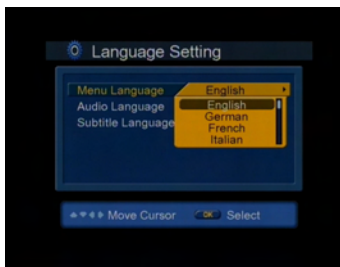 Language Setting
Menu Language English
Audio Language English
Subtitle Language German
French
Italian
Move Cursor OK Select